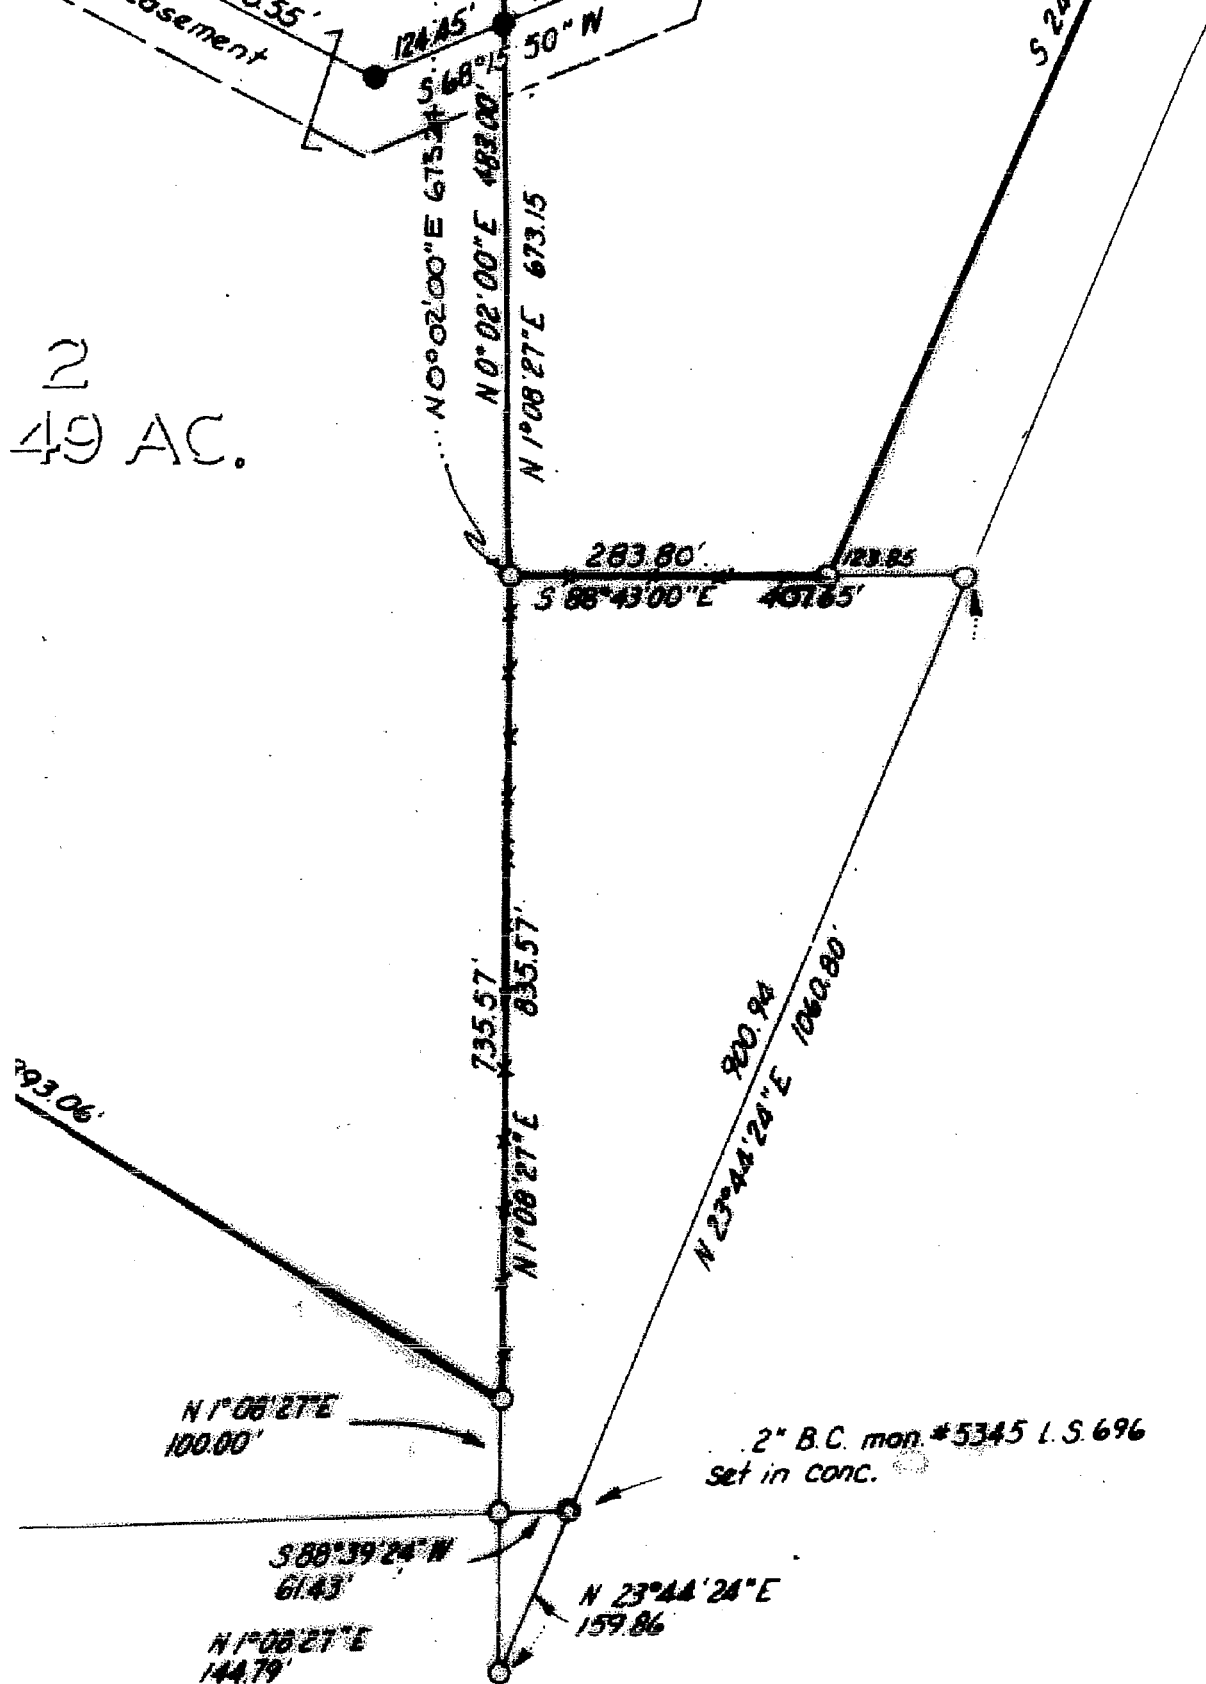 124.45'
S 68°15'50" W
S 24
N 0°02'00"E
N 0°02'00"E 483.00'
N 1°08'27"E 673.15
2
49 AC.
283.80'
123.85
S 88°43'00"E 407.65'
735.57'
835.57'
N 1°08'27"E
900.94
N 23°44'24"E 1060.80'
93.06'
N 1°08'27"E
100.00'
2" B.C. mon. #5345 L.S. 696
set in conc.
S 88°39'24" W
61.43'
N 23°44'24"E
159.86
N 1°08'27"E
144.79'